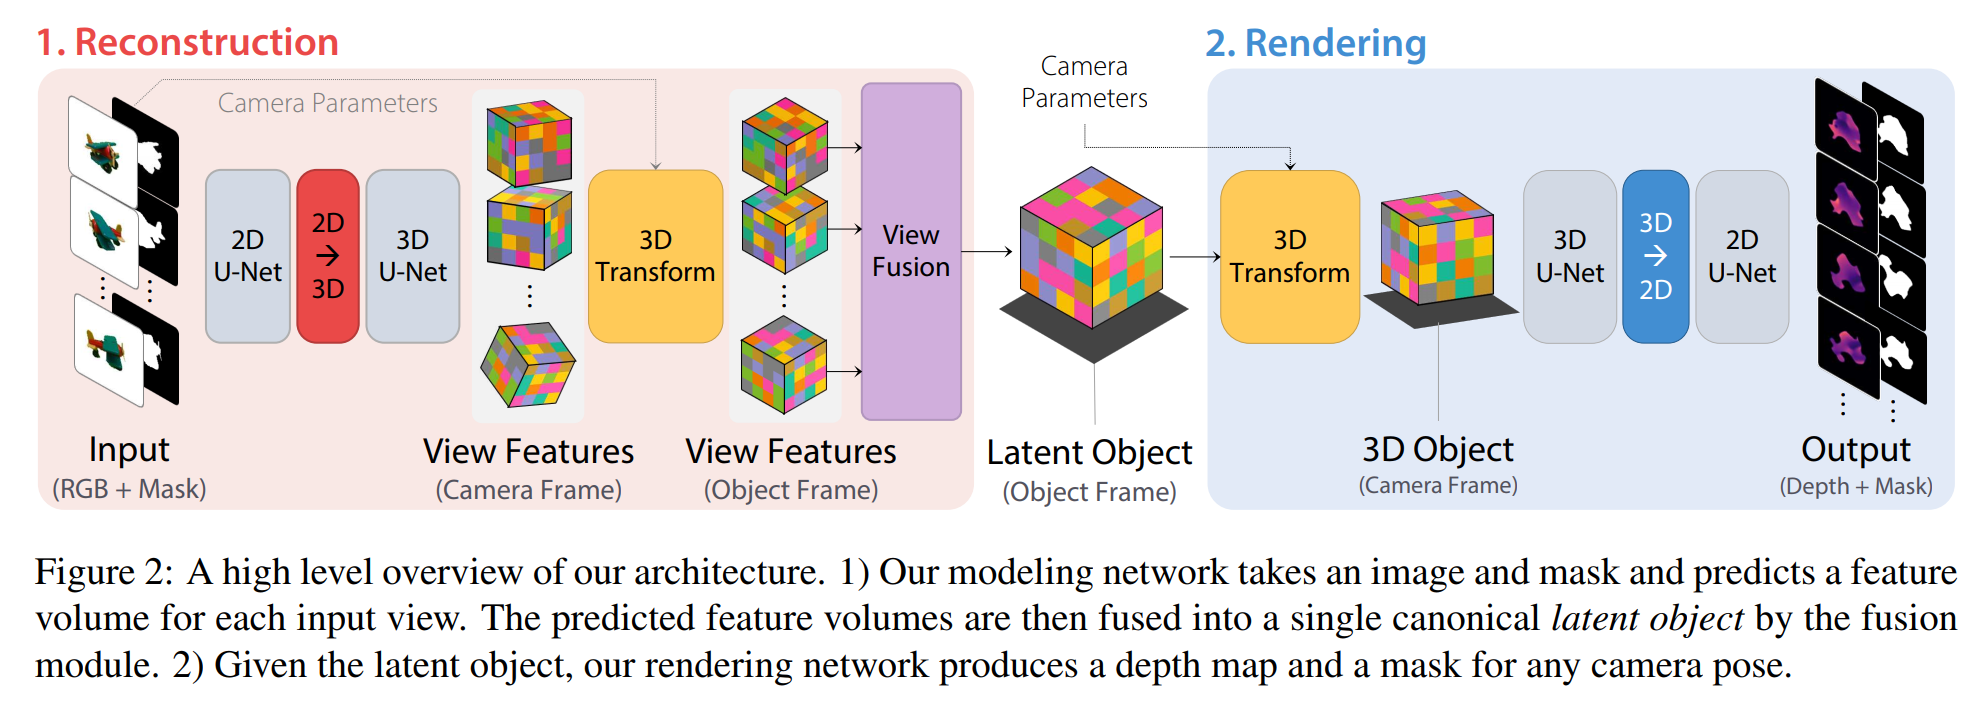 1. Reconstruction
2. Rendering
Camera Parameters
Camera
Parameters
2D
U-Net
2D
→
3D
3D
U-Net
3D
Transform
View
Fusion
3D
Transform
3D
U-Net
3D
→
2D
2D
U-Net
Input
(RGB + Mask)
View Features
(Camera Frame)
View Features
(Object Frame)
Latent Object
(Object Frame)
3D Object
(Camera Frame)
Output
(Depth + Mask)
Figure 2: A high level overview of our architecture. 1) Our modeling network takes an image and mask and predicts a feature
volume for each input view. The predicted feature volumes are then fused into a single canonical latent object by the fusion
module. 2) Given the latent object, our rendering network produces a depth map and a mask for any camera pose.